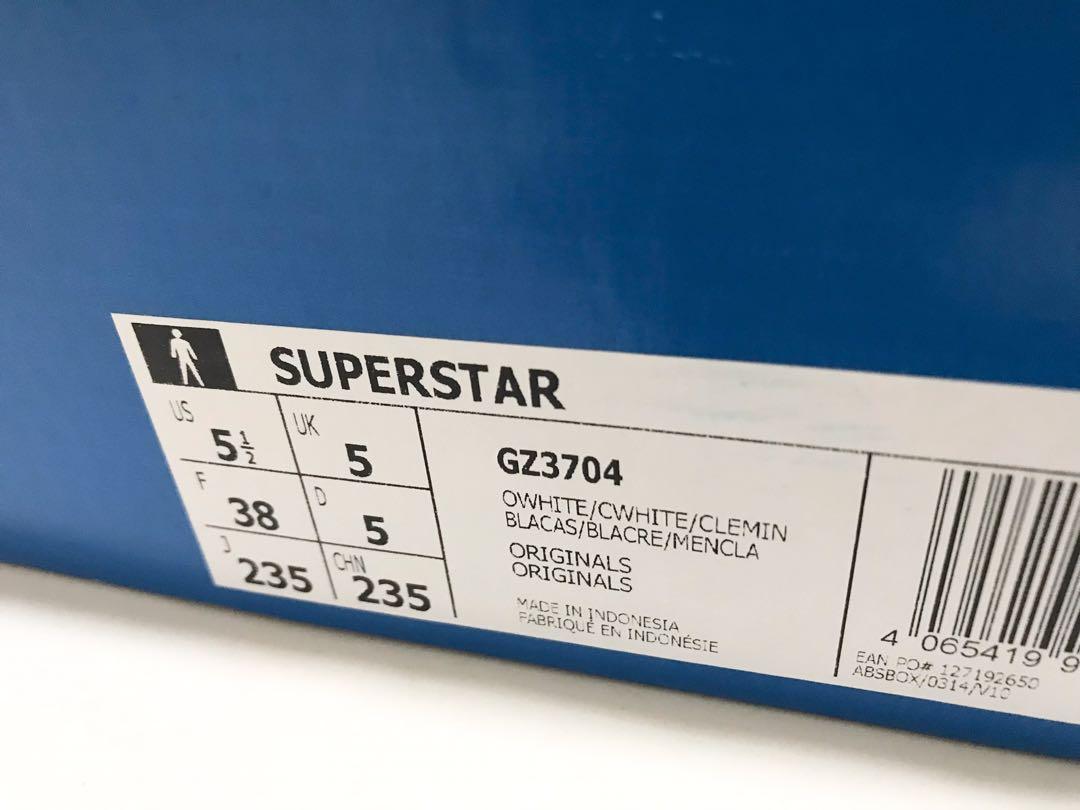 SUPERSTAR
US 5½ UK 5
F 38 D 5
J 235 CHN 235
GZ3704
OWHITE/CWHITE/CLEMIN
BLACAS/BLACRE/MENCLA
ORIGINALS
ORIGINALS
MADE IN INDONESIA
FABRIQUÉ EN INDONÉSIE
4 065419 9
EAN PO# 127192650
ABSBOX/0314/V10